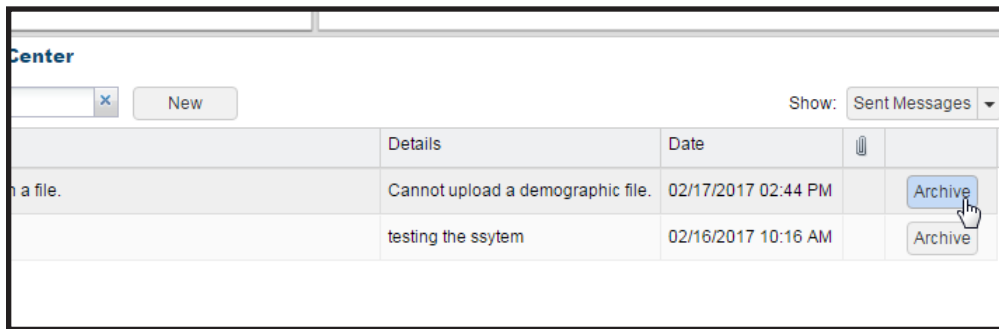 Center
New Show: Sent Messages
Details Date
a file. Cannot upload a demographic file. 02/17/2017 02:44 PM Archive
testing the ssytem 02/16/2017 10:16 AM Archive